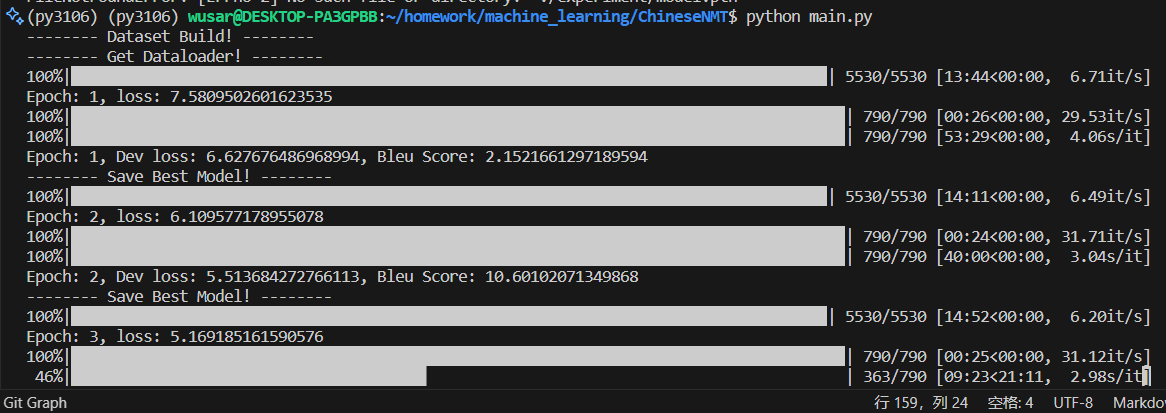 (py3106) (py3106) wusar@DESKTOP-PA3GPBB:~/homework/machine_learning/ChineseNMT$ python main.py
-------- Dataset Build! --------
-------- Get Dataloader! --------
100%| | 5530/5530 [13:44<00:00, 6.71it/s]
Epoch: 1, loss: 7.5809502601623535
100%| | 790/790 [00:26<00:00, 29.53it/s]
100%| | 790/790 [53:29<00:00, 4.06s/it]
Epoch: 1, Dev loss: 6.627676486968994, Bleu Score: 2.1521661297189594
-------- Save Best Model! --------
100%| | 5530/5530 [14:11<00:00, 6.49it/s]
Epoch: 2, loss: 6.109577178955078
100%| | 790/790 [00:24<00:00, 31.71it/s]
100%| | 790/790 [40:00<00:00, 3.04s/it]
Epoch: 2, Dev loss: 5.513684272766113, Bleu Score: 10.60102071349868
-------- Save Best Model! --------
100%| | 5530/5530 [14:52<00:00, 6.20it/s]
Epoch: 3, loss: 5.169185161590576
100%| | 790/790 [00:25<00:00, 31.12it/s]
46%| | 363/790 [09:23<21:11, 2.98s/it]
Git Graph 行 159, 列 24 空格: 4 UTF-8 Markdo